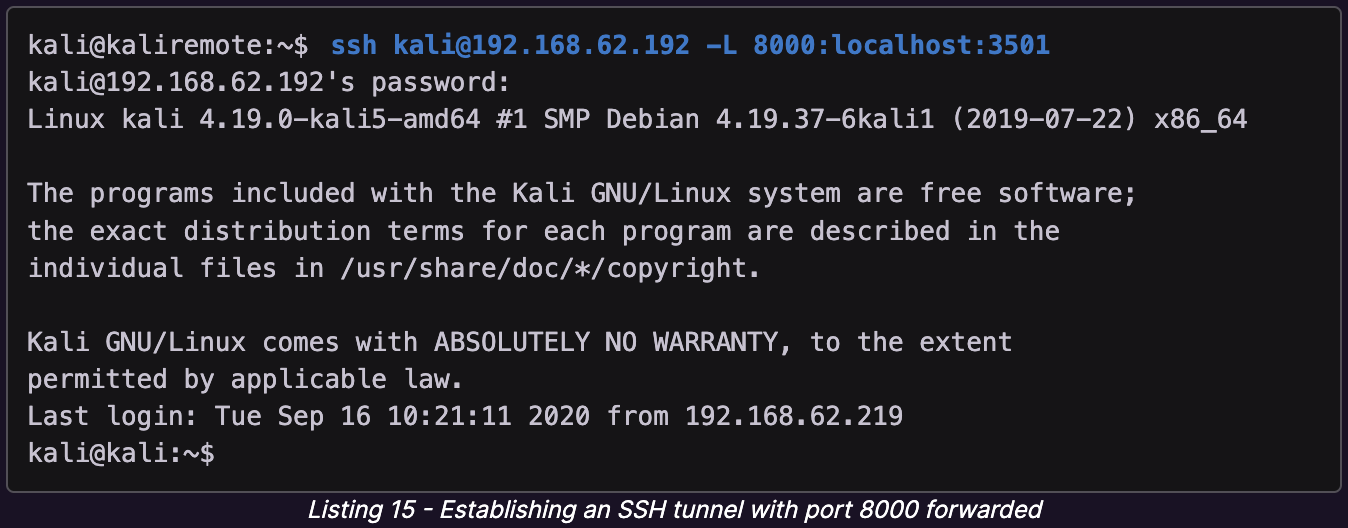 kali@kaliremote:~$ ssh kali@192.168.62.192 -L 8000:localhost:3501
kali@192.168.62.192's password:
Linux kali 4.19.0-kali5-amd64 #1 SMP Debian 4.19.37-6kali1 (2019-07-22) x86_64

The programs included with the Kali GNU/Linux system are free software;
the exact distribution terms for each program are described in the
individual files in /usr/share/doc/*/copyright.

Kali GNU/Linux comes with ABSOLUTELY NO WARRANTY, to the extent
permitted by applicable law.
Last login: Tue Sep 16 10:21:11 2020 from 192.168.62.219
kali@kali:~$
Listing 15 - Establishing an SSH tunnel with port 8000 forwarded